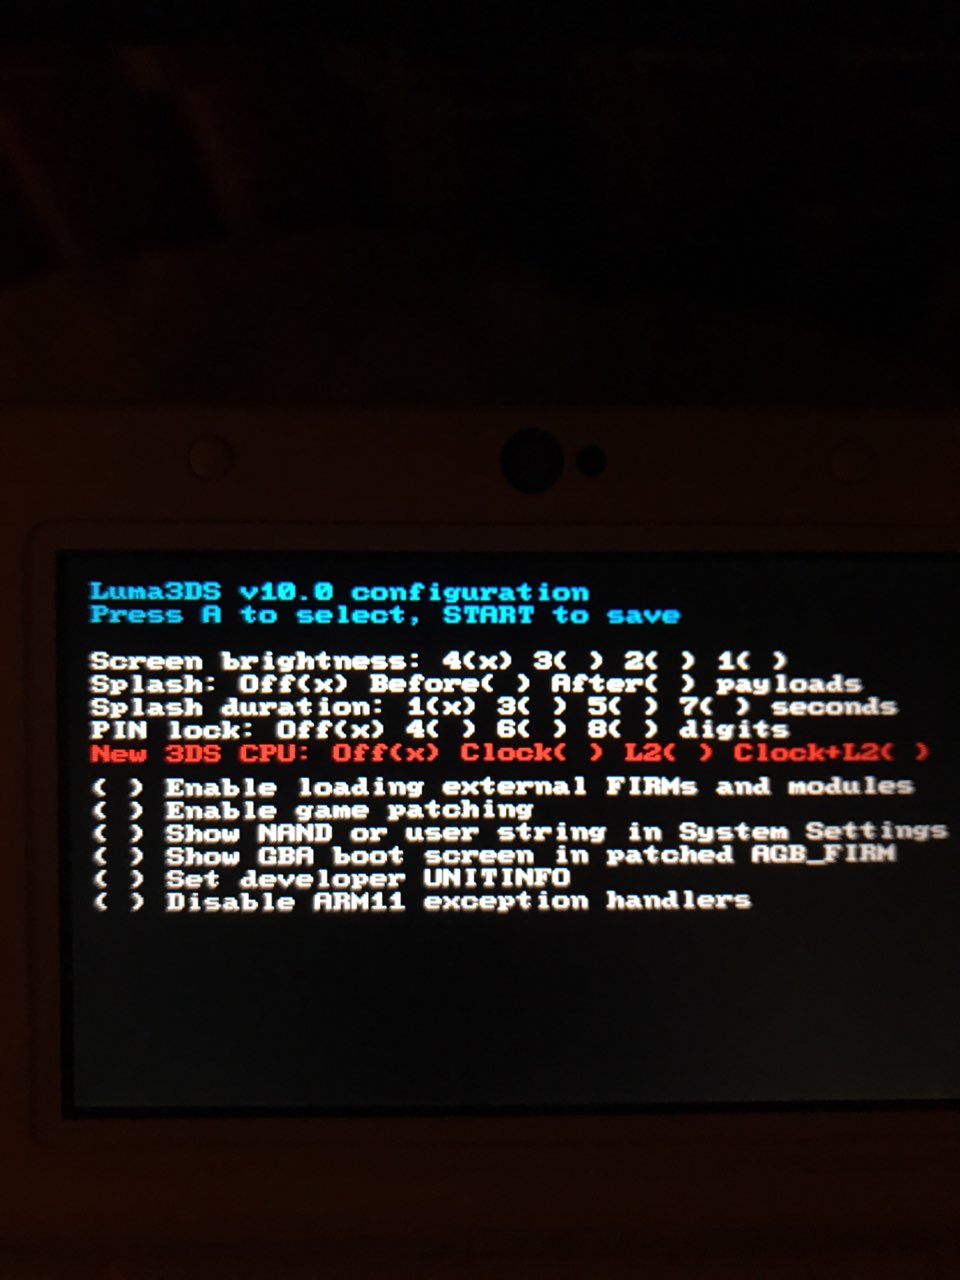 Luma3DS v10.0 configuration
Press A to select, START to save
Screen brightness: 4(x) 3( ) 2( ) 1( )
Splash: Off(x) Before( ) After( ) payloads
Splash duration: 1(x) 3( ) 5( ) 7( ) seconds
PIN lock: Off(x) 4( ) 6( ) 8( ) digits
New 3DS CPU: Off(x) Clock( ) L2( ) Clock+L2( )
( ) Enable loading external FIRMs and modules
( ) Enable game patching
( ) Show NAND or user string in System Settings
( ) Show GBA boot screen in patched AGB_FIRM
( ) Set developer UNITINFO
( ) Disable ARM11 exception handlers